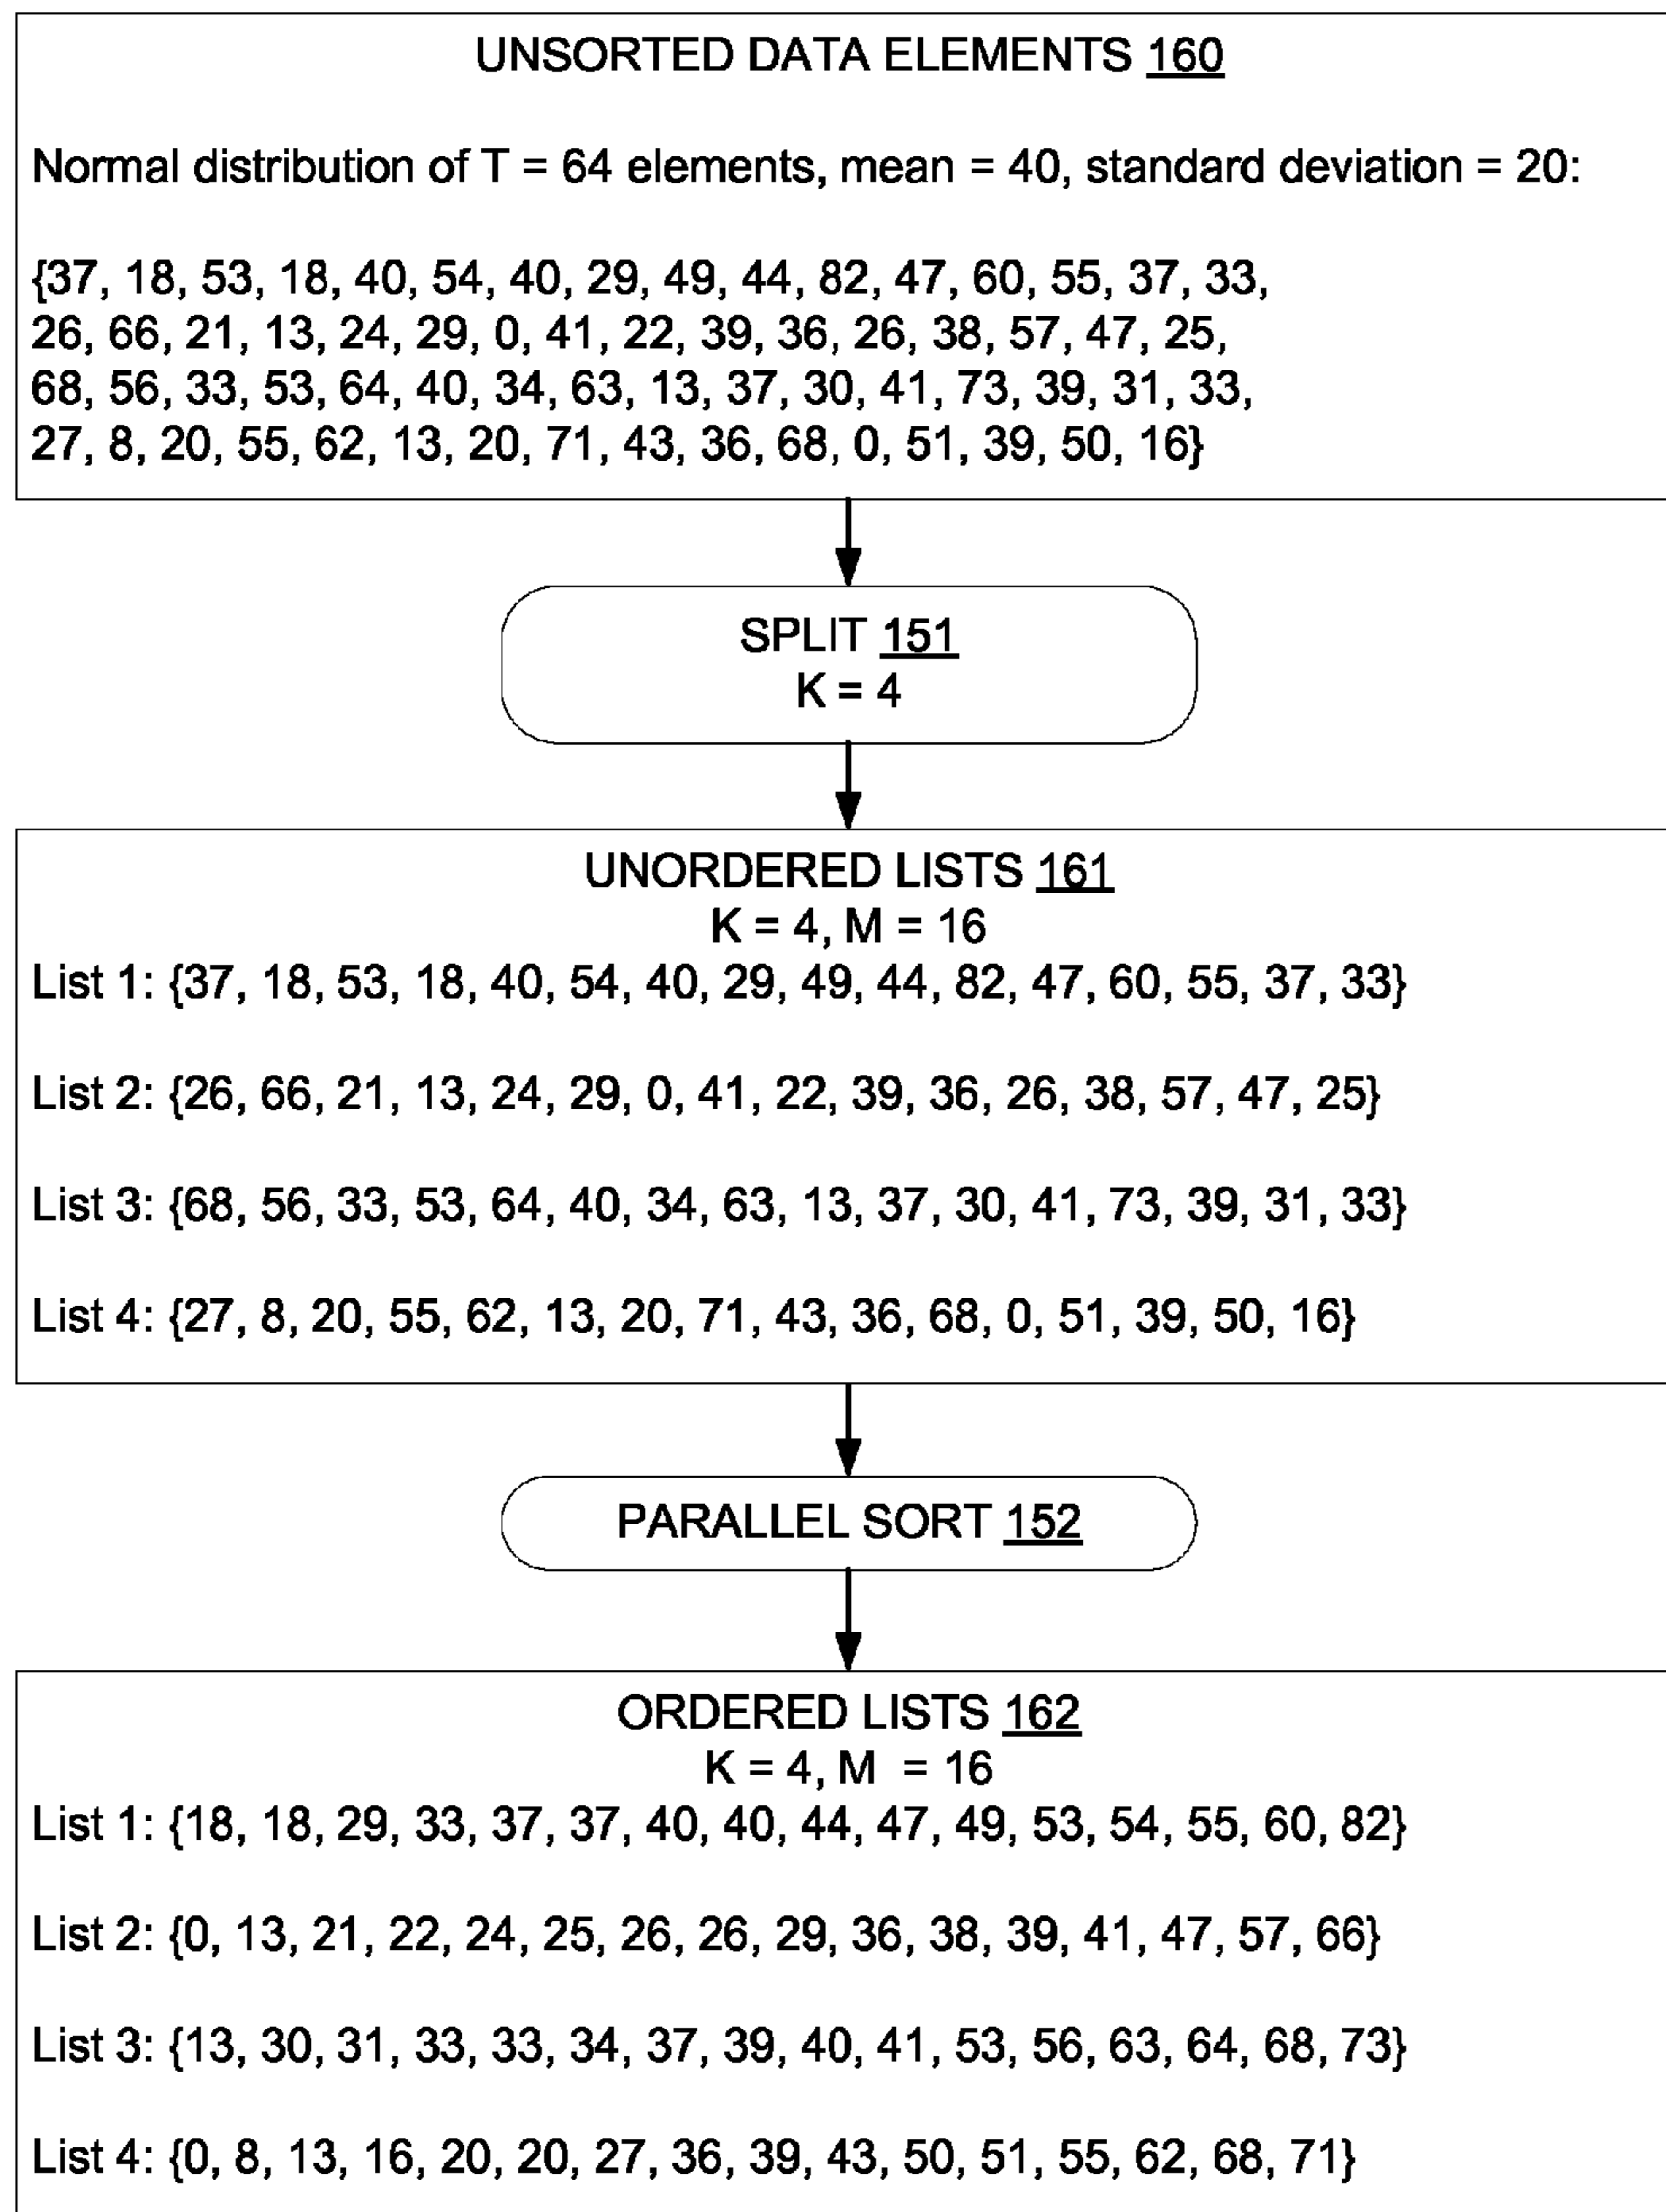 UNSORTED DATA ELEMENTS 160
Normal distribution of T = 64 elements, mean = 40, standard deviation = 20:
{37, 18, 53, 18, 40, 54, 40, 29, 49, 44, 82, 47, 60, 55, 37, 33,
26, 66, 21, 13, 24, 29, 0, 41, 22, 39, 36, 26, 38, 57, 47, 25,
68, 56, 33, 53, 64, 40, 34, 63, 13, 37, 30, 41, 73, 39, 31, 33,
27, 8, 20, 55, 62, 13, 20, 71, 43, 36, 68, 0, 51, 39, 50, 16}
SPLIT 151
K = 4
UNORDERED LISTS 161
K = 4, M = 16
List 1: {37, 18, 53, 18, 40, 54, 40, 29, 49, 44, 82, 47, 60, 55, 37, 33}
List 2: {26, 66, 21, 13, 24, 29, 0, 41, 22, 39, 36, 26, 38, 57, 47, 25}
List 3: {68, 56, 33, 53, 64, 40, 34, 63, 13, 37, 30, 41, 73, 39, 31, 33}
List 4: {27, 8, 20, 55, 62, 13, 20, 71, 43, 36, 68, 0, 51, 39, 50, 16}
PARALLEL SORT 152
ORDERED LISTS 162
K = 4, M = 16
List 1: {18, 18, 29, 33, 37, 37, 40, 40, 44, 47, 49, 53, 54, 55, 60, 82}
List 2: {0, 13, 21, 22, 24, 25, 26, 26, 29, 36, 38, 39, 41, 47, 57, 66}
List 3: {13, 30, 31, 33, 33, 34, 37, 39, 40, 41, 53, 56, 63, 64, 68, 73}
List 4: {0, 8, 13, 16, 20, 20, 27, 36, 39, 43, 50, 51, 55, 62, 68, 71}